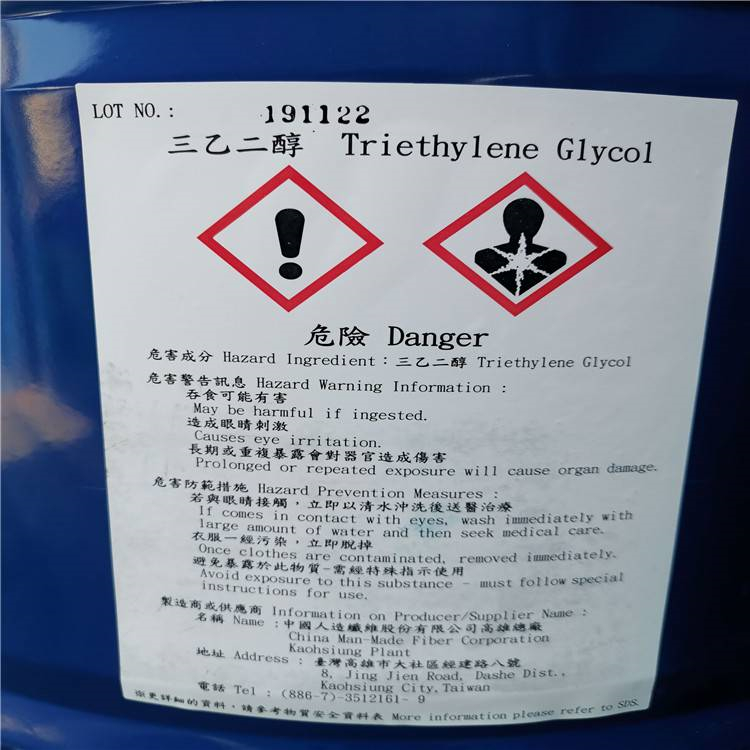 LOT NO.: 191122
三乙二醇 Triethylene Glycol
危險 Danger
危害成分 Hazard Ingredient：三乙二醇 Triethylene Glycol
危害警告訊息 Hazard Warning Information :
吞食可能有害
May be harmful if ingested.
造成眼睛刺激
Causes eye irritation.
長期或重複暴露會對器官造成傷害
Prolonged or repeated exposure will cause organ damage.
危害防範措施 Hazard Prevention Measures :
若與眼睛接觸，立即以清水沖洗後送醫治療
If comes in contact with eyes, wash immediately with
large amount of water and then seek medical care.
衣服一經污染，立即脫掉
Once clothes are contaminated, removed immediately.
避免暴露於此物質-需經特殊指示使用
Avoid exposure to this substance - must follow special
instructions for use.
製造商或供應商 Information on Producer/Supplier Name :
名稱 Name :中國人造纖維股份有限公司高雄總廠
China Man-Made Fiber Corporation
Kaohsiung Plant
地址 Address : 臺灣高雄市大社區經建路八號
8, Jing Jien Road, Dashe Dist.,
Kaohsiung City,Taiwan
電話 Tel : (886-7)-3512161- 9
※更詳細的資料，請參考物質安全資料表 More information please refer to SDS.